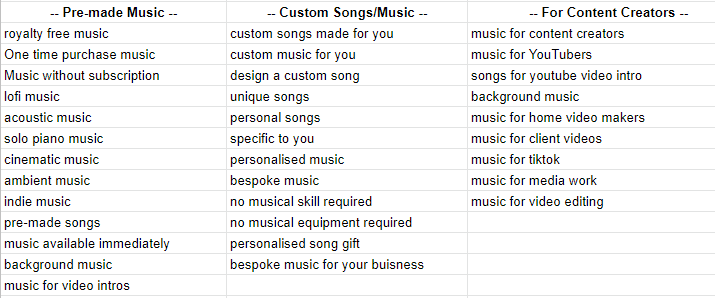 -- Pre-made Music --
-- Custom Songs/Music --
-- For Content Creators --
royalty free music
custom songs made for you
music for content creators
One time purchase music
custom music for you
music for YouTubers
Music without subscription
design a custom song
songs for youtube video intro
lofi music
unique songs
background music
acoustic music
personal songs
music for home video makers
solo piano music
specific to you
music for client videos
cinematic music
personalised music
music for tiktok
ambient music
bespoke music
music for media work
indie music
no musical skill required
music for video editing
pre-made songs
no musical equipment required
music available immediately
personalised song gift
background music
bespoke music for your buisness
music for video intros